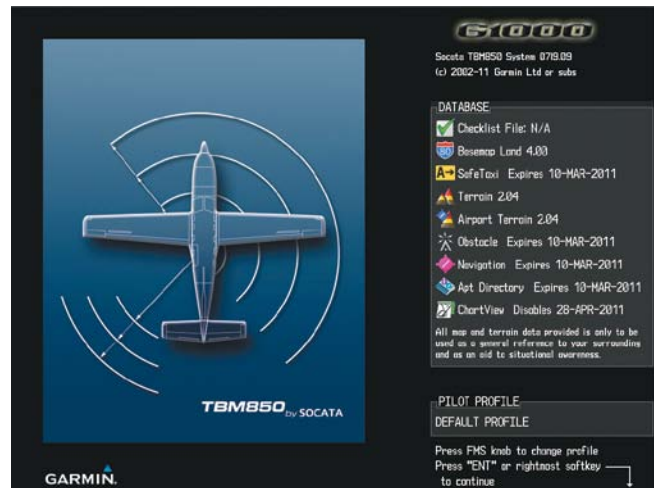 G1000
Socata TBM850 System 0719.09
(c) 2002-11 Garmin Ltd or subs
DATABASE
Checklist File: N/A
Basemap Land 4.00
A→ SafeTaxi Expires 10-MAR-2011
Terrain 2.04
Airport Terrain 2.04
Obstacle Expires 10-MAR-2011
Navigation Expires 10-MAR-2011
Apt Directory Expires 10-MAR-2011
ChartView Disables 28-APR-2011
All map and terrain data provided is only to be
used as a general reference to your surrounding
and as an aid to situational awareness.
TBM850 by SOCATA
PILOT PROFILE
DEFAULT PROFILE
Press FMS knob to change profile
Press "ENT" or rightmost softkey
to continue
GARMIN.